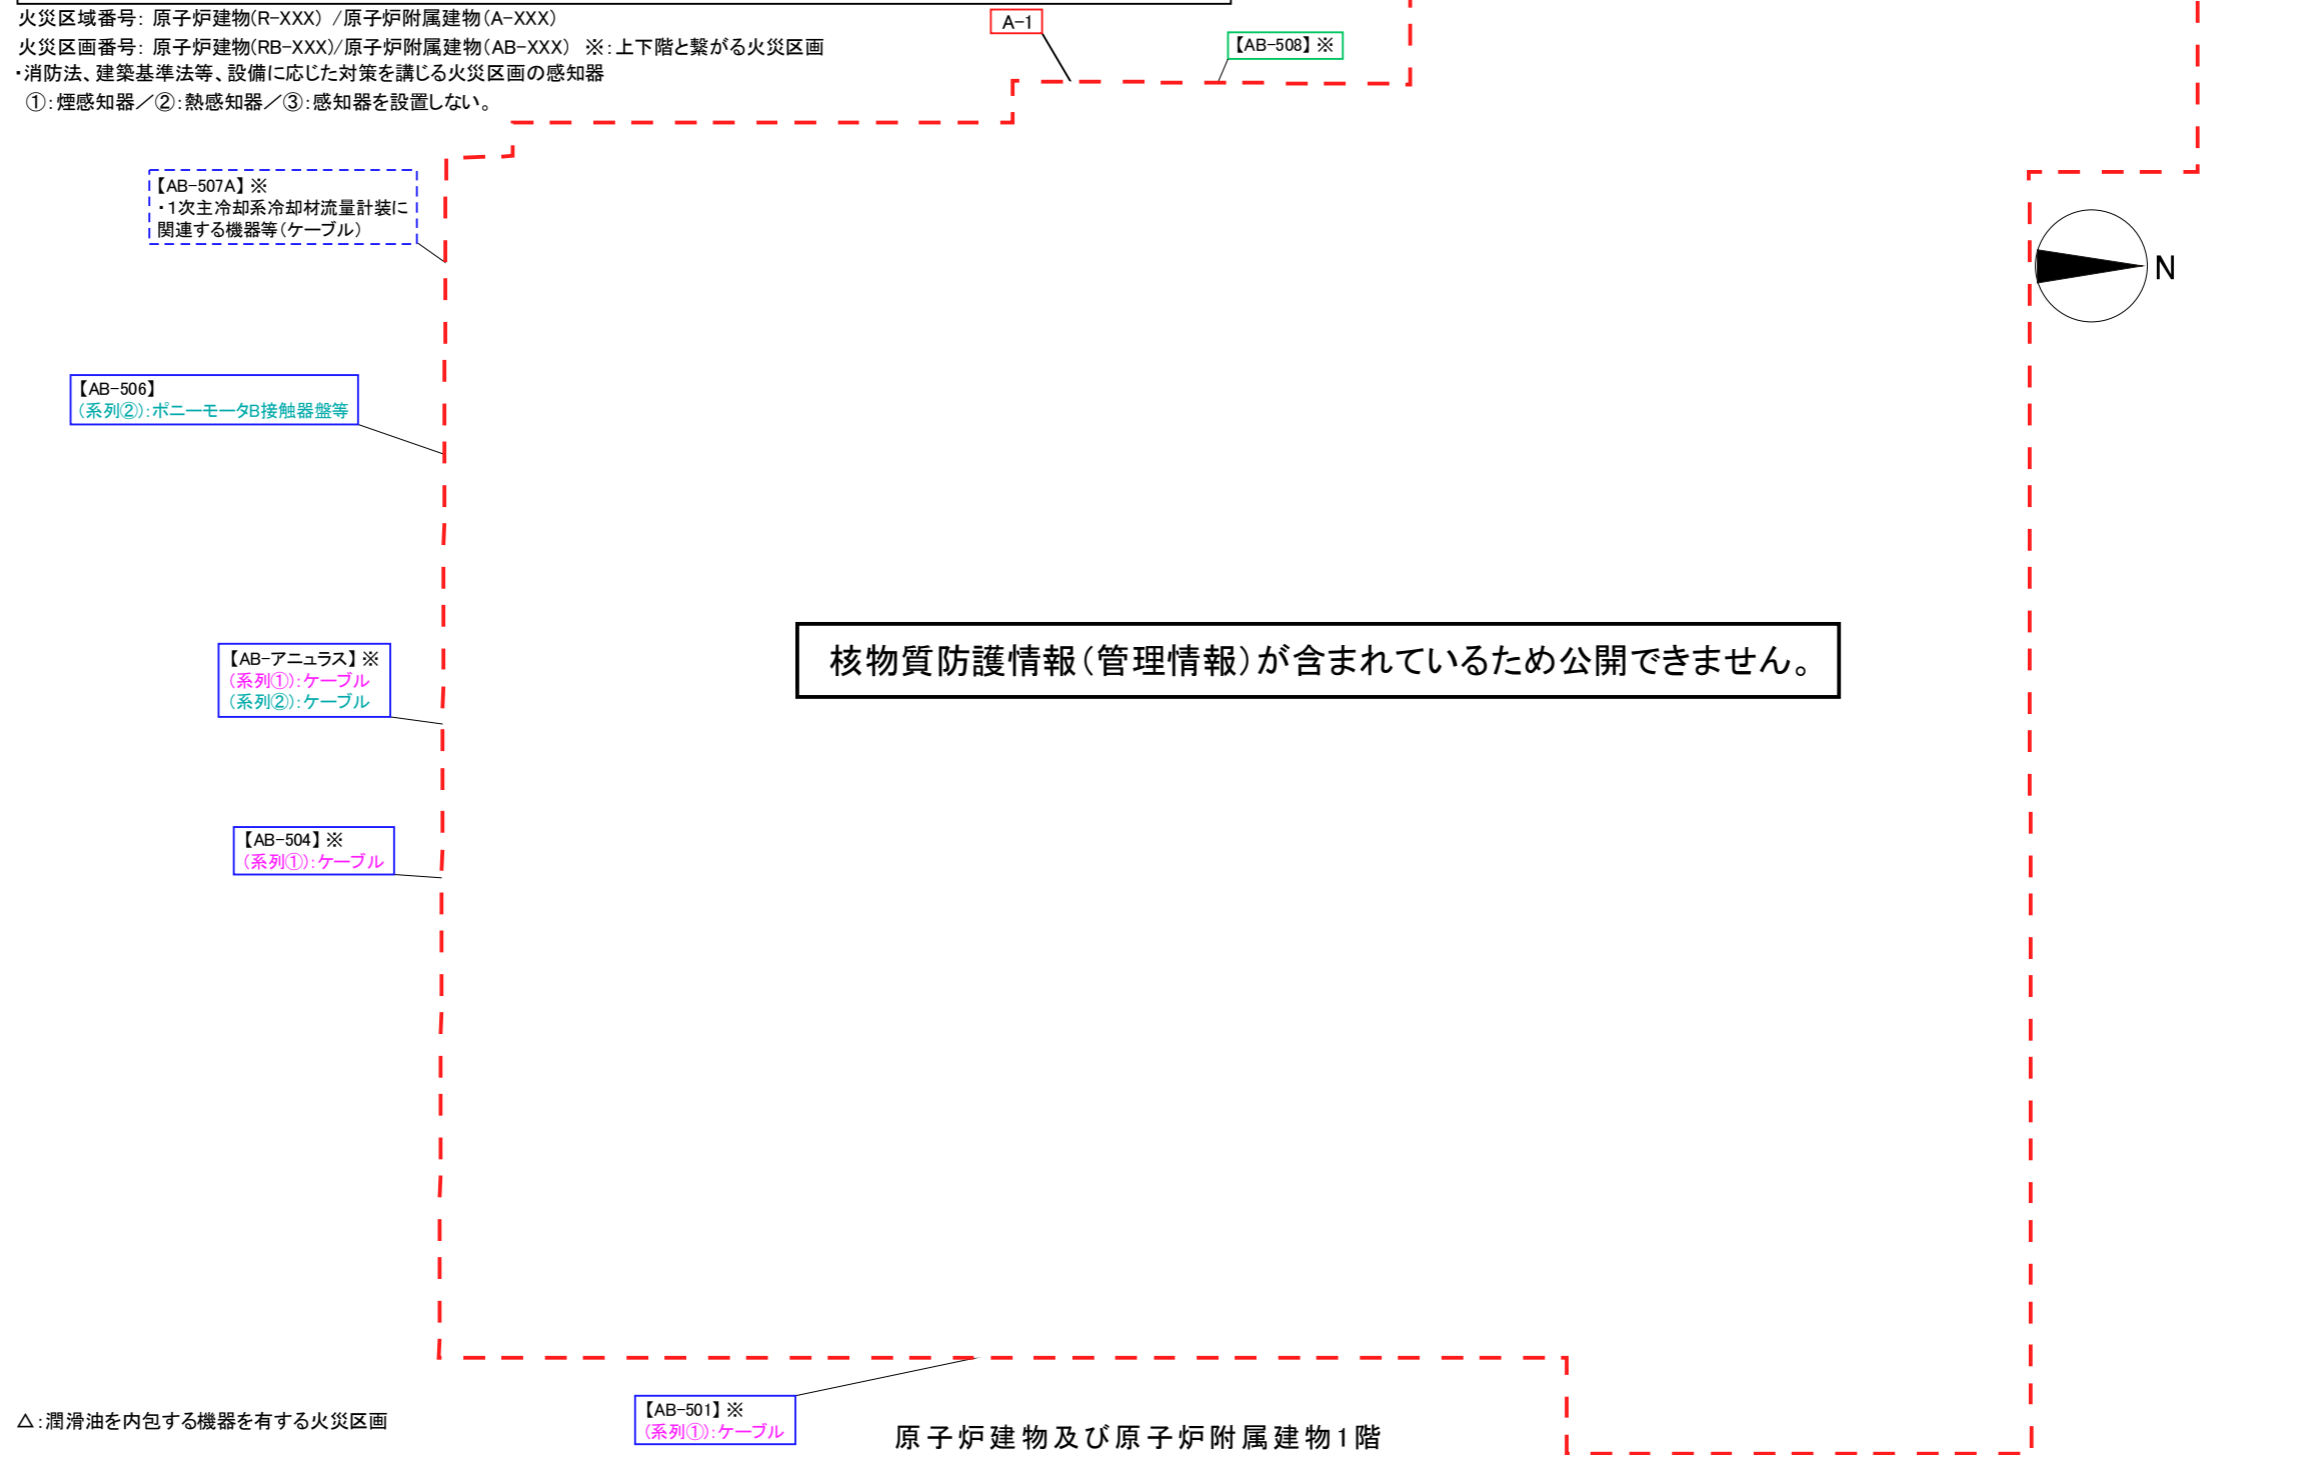 火災区域番号: 原子炉建物(R-XXX) /原子炉附属建物(A-XXX)
火災区画番号: 原子炉建物(RB-XXX)/原子炉附属建物(AB-XXX) ※:上下階と繋がる火災区画
・消防法、建築基準法等、設備に応じた対策を講じる火災区画の感知器
①:煙感知器/②:熱感知器/③:感知器を設置しない。
A-1
【AB-508】※
【AB-507A】※
・1次主冷却系冷却材流量計装に
関連する機器等(ケーブル)
N
【AB-506】
(系列②):ポニーモータB接触器盤等
核物質防護情報(管理情報)が含まれているため公開できません。
【AB-アニュラス】※
(系列①):ケーブル
(系列②):ケーブル
【AB-504】※
(系列①):ケーブル
【AB-501】※
(系列①):ケーブル
△:潤滑油を内包する機器を有する火災区画
原子炉建物及び原子炉附属建物1階